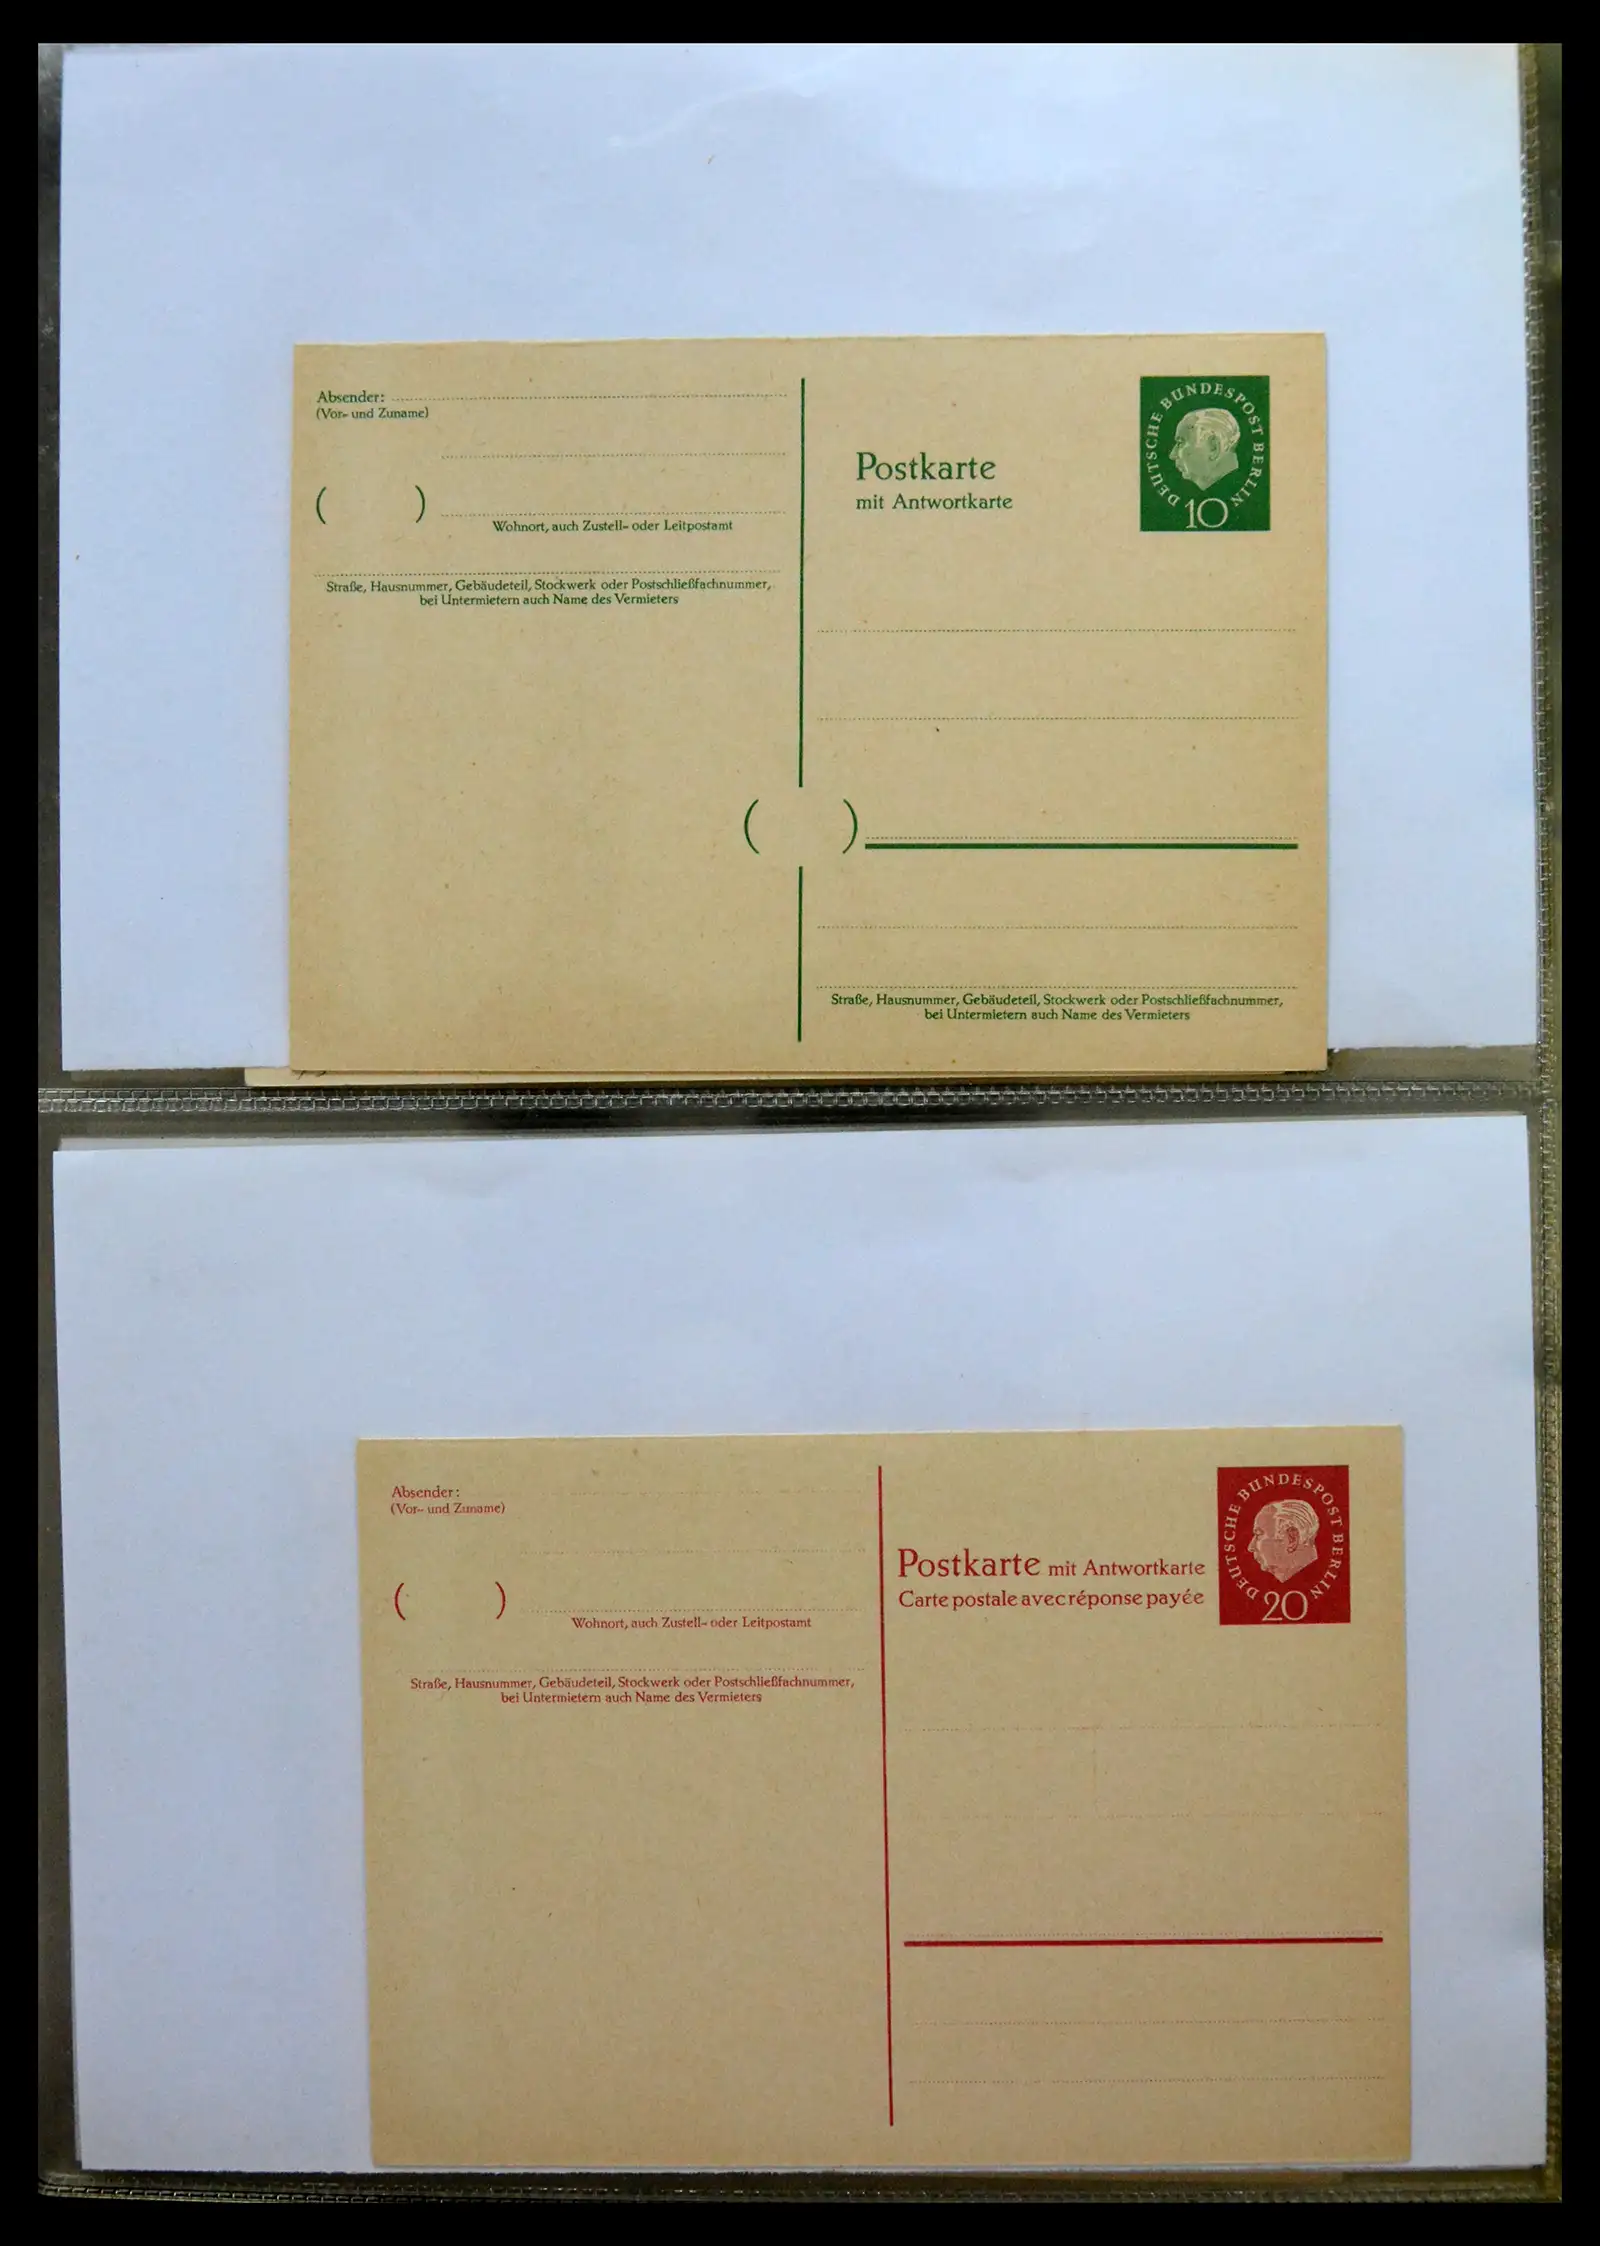 Absender:
(Vor- und Zuname)
( )
Wohnort, auch Zustell- oder Leitpostamt
Straße, Hausnummer, Gebäudeteil, Stockwerk oder Postschließfachnummer,
bei Untermietern auch Name des Vermieters
Postkarte
mit Antwortkarte
DEUTSCHE BUNDESPOST BERLIN
10
( )
Straße, Hausnummer, Gebäudeteil, Stockwerk oder Postschließfachnummer,
bei Untermietern auch Name des Vermieters
Absender:
(Vor- und Zuname)
( )
Wohnort, auch Zustell- oder Leitpostamt
Straße, Hausnummer, Gebäudeteil, Stockwerk oder Postschließfachnummer,
bei Untermietern auch Name des Vermieters
Postkarte mit Antwortkarte
Carte postale avec réponse payée
DEUTSCHE BUNDESPOST BERLIN
20